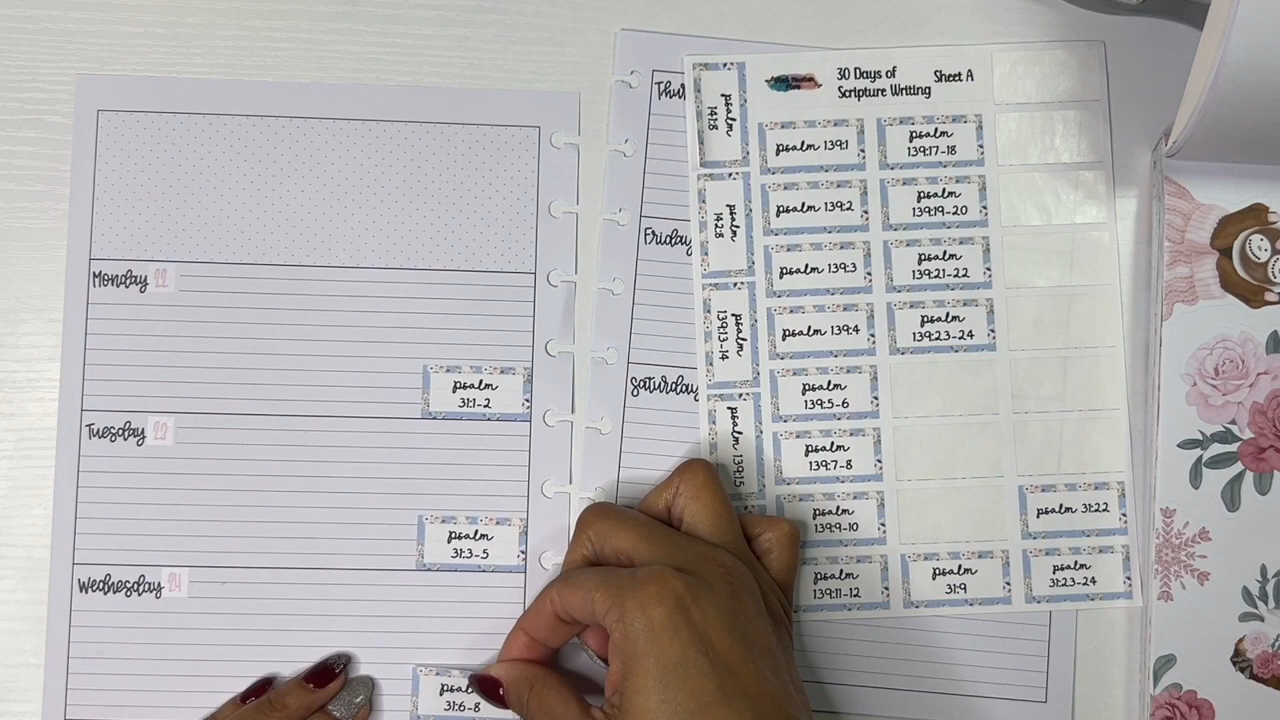 Monday 22
psalm
31:1-2
Tuesday 23
psalm
31:3-5
Wednesday 24
psalm
31:6-8
Friday
Saturday
30 Days of
Scripture Writing
Sheet A
psalm
141:8
psalm
142:8
psalm
139:13-14
psalm 139:15
psalm 139:1
psalm 139:2
psalm 139:3
psalm 139:4
psalm
139:5-6
psalm
139:7-8
psalm
139:9-10
psalm
139:11-12
psalm
139:17-18
psalm
139:19-20
psalm
139:21-22
psalm
139:23-24
psalm
31:9
psalm 31:22
psalm
31:23-24